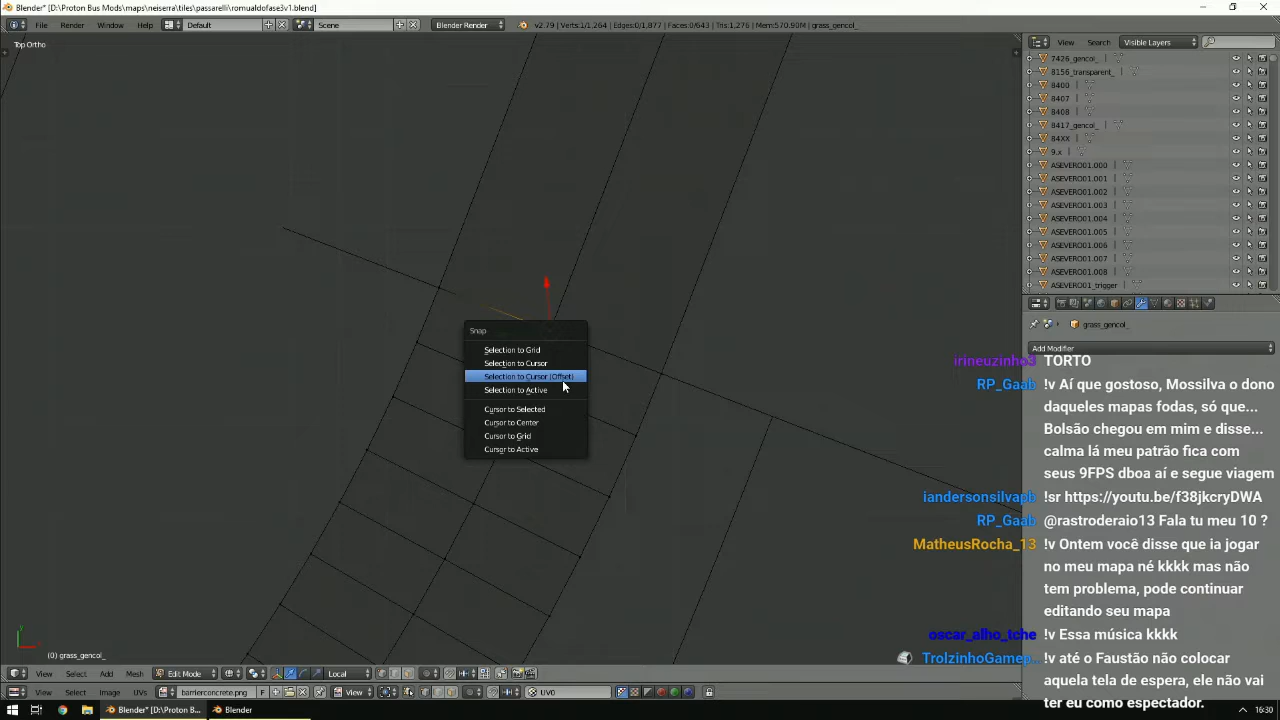 Blender* [D:\Proton Bus Mods\maps\neiserra\tiles\passarelli\romualdofase3v1.blend]
File Render Window Help Default Scene Blender Render v2.79 | Verts:1/1,264 | Edges:0/1,877 | Faces:0/643 | Tris:1,276 | Mem:570.90M | grass_gencol_
Top Ortho
View Search Visible Layers
7426_gencol_
8156_transparent_
8400
8407
8408
8417_gencol_
84XX
9.x
ASEVERO01.000
ASEVERO01.001
ASEVERO01.002
ASEVERO01.003
ASEVERO01.004
ASEVERO01.005
ASEVERO01.006
ASEVERO01.007
ASEVERO01.008
ASEVERO01_trigger
grass_gencol_
Add Modifier
Snap
Selection to Grid
Selection to Cursor
Selection to Cursor (Offset)
Selection to Active
Cursor to Selected
Cursor to Center
Cursor to Grid
Cursor to Active
irineuzinho3 TORTO
RP_Gaab !v Aí que gostoso, Mossilva o dono
daqueles mapas fodas, só que...
Bolsão chegou em mim e disse...
calma lá meu patrão fica com
seus 9FPS dboa aí e segue viagem
iandersonsilvapb !sr https://youtu.be/f38jkcryDWA
RP_Gaab @rastroderaio13 Fala tu meu 10 ?
MatheusRocha_13 !v Ontem você disse que ia jogar
no meu mapa né kkkk mas não
tem problema, pode continuar
editando seu mapa
oscar_alho_tche !v Essa música kkkk
TrolzinhoGamep... !v até o Faustão não colocar
aquela tela de espera, ele não vai
ter eu como espectador.
(0) grass_gencol_
View Select Add Mesh Edit Mode Local
View Select Image UVs barrierconcrete.png F View UV0
Blender* [D:\Proton B... Blender 16:30